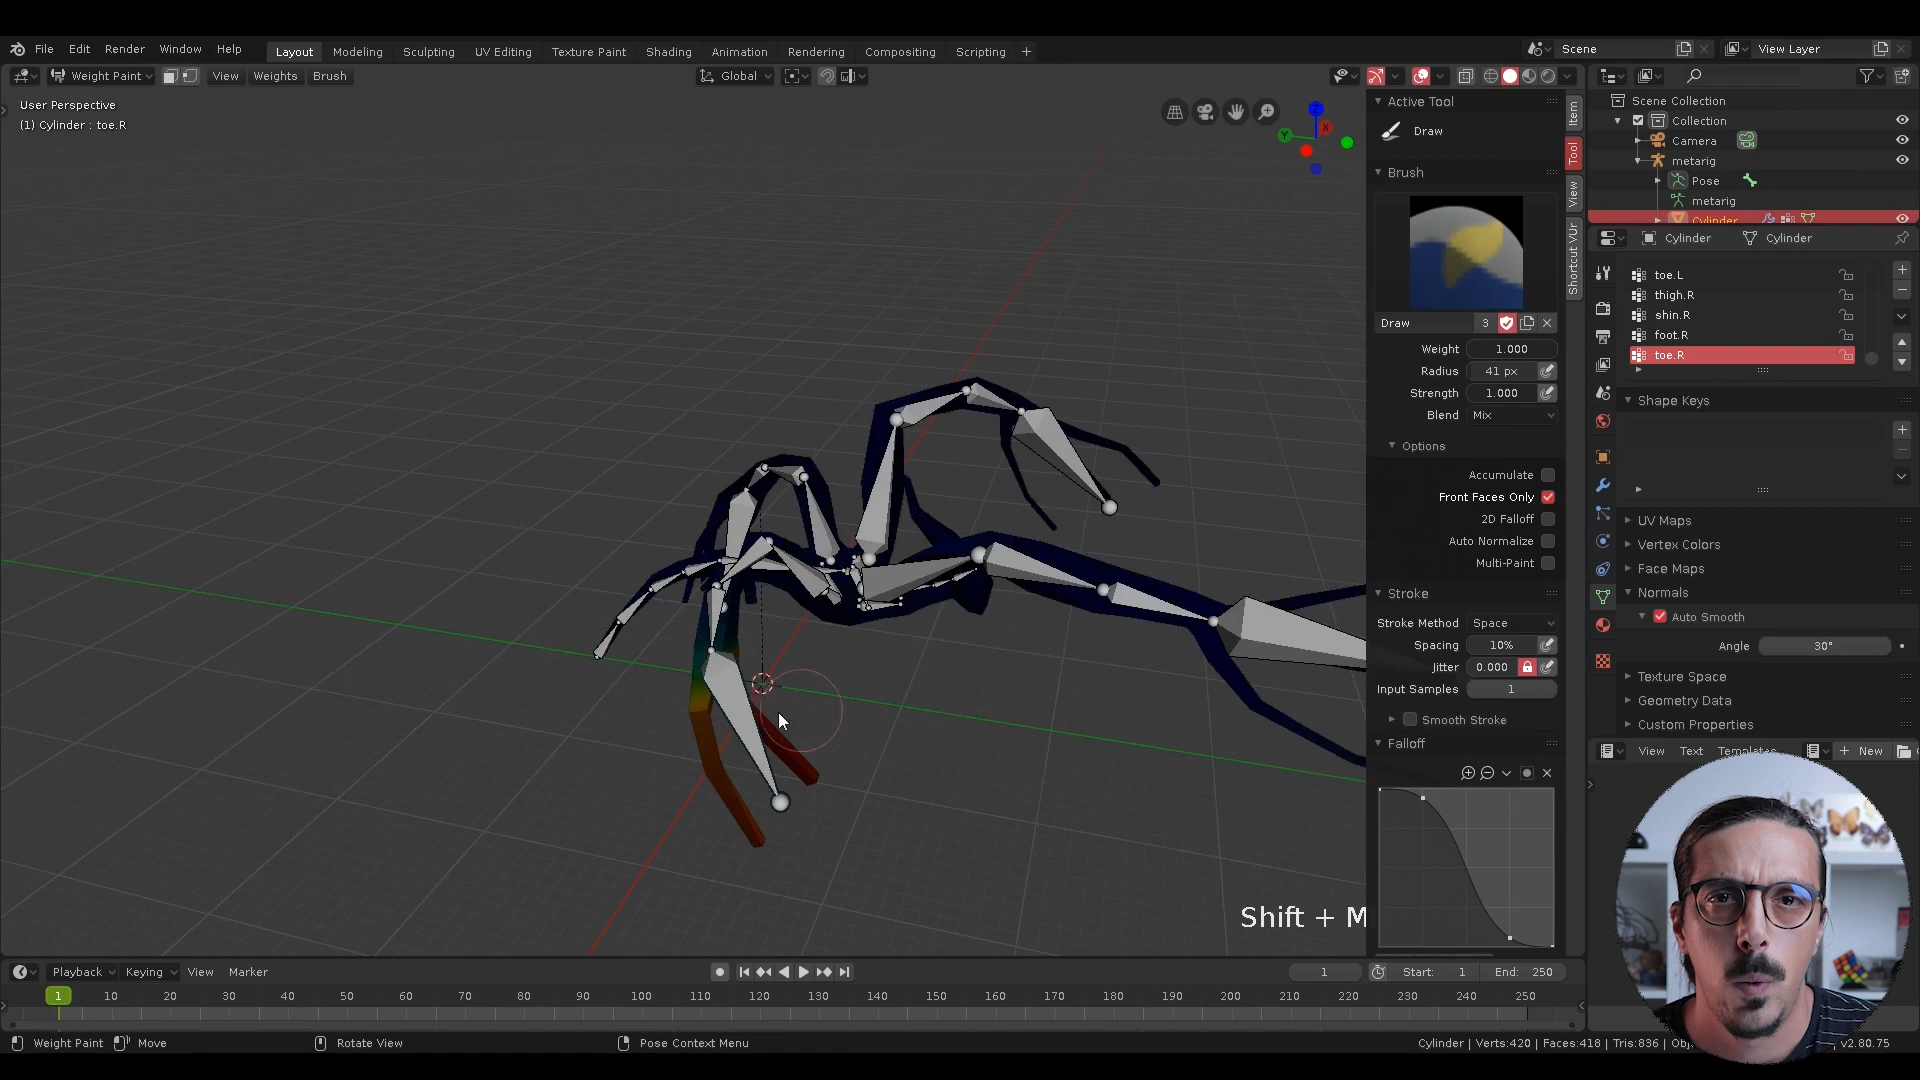 File Edit Render Window Help Layout Modeling Sculpting UV Editing Texture Paint Shading Animation Rendering Compositing Scripting + Scene View Layer
Weight Paint View Weights Brush Global
User Perspective
(1) Cylinder : toe.R
Z
Y
X
Active Tool
Draw
Brush
Draw 3
Weight 1.000
Radius 41 px
Strength 1.000
Blend Mix
Options
Accumulate
Front Faces Only
2D Falloff
Auto Normalize
Multi-Paint
Stroke
Stroke Method Space
Spacing 10%
Jitter 0.000
Input Samples 1
Smooth Stroke
Falloff
Item
Tool
View
Shortcut VUr
Scene Collection
Collection
Camera
metarig
Pose
metarig
Cylinder
Cylinder Cylinder
toe.L
thigh.R
shin.R
foot.R
toe.R
Shape Keys
UV Maps
Vertex Colors
Face Maps
Normals
Auto Smooth
Angle 30°
Texture Space
Geometry Data
Custom Properties
View Text Templates + New
Shift + M
Playback Keying View Marker 1 Start: 1 End: 250
1 10 20 30 40 50 60 70 80 90 100 110 120 130 140 150 160 170 180 190 200 210 220 230 240 250
Weight Paint Move Rotate View Pose Context Menu Cylinder | Verts:420 | Faces:418 | Tris:836 | v2.80.75